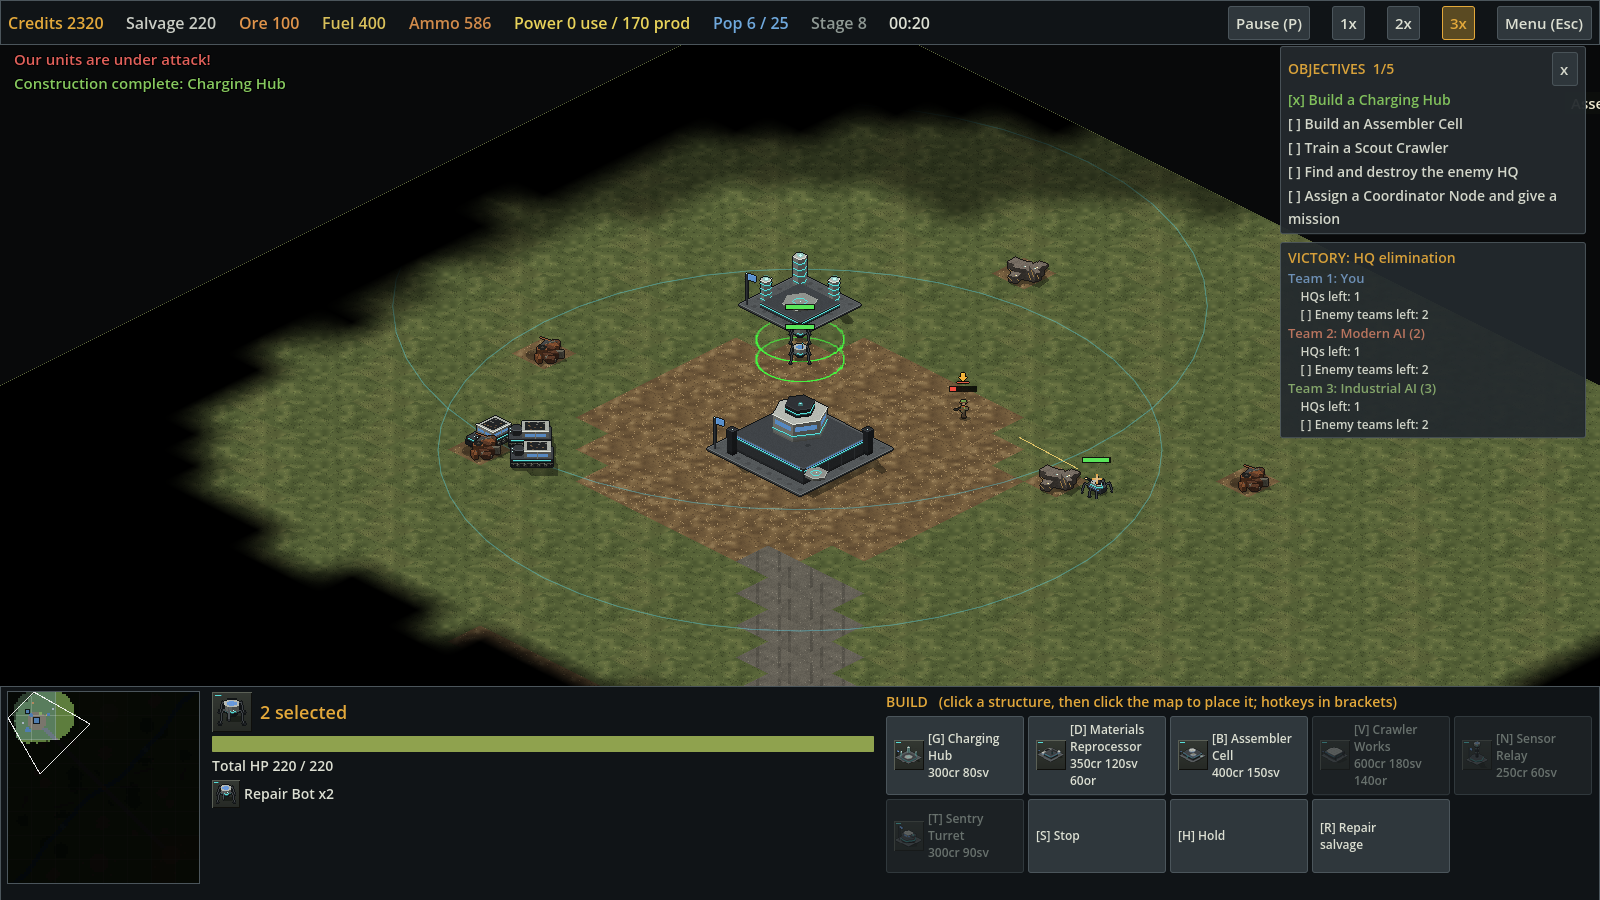 Credits 2320 Salvage 220 Ore 100 Fuel 400 Ammo 586 Power 0 use / 170 prod Pop 6 / 25 Stage 8 00:20 Pause (P) 1x 2x 3x Menu (Esc)
Our units are under attack!
Construction complete: Charging Hub
OBJECTIVES 1/5 x
[x] Build a Charging Hub
[ ] Build an Assembler Cell
[ ] Train a Scout Crawler
[ ] Find and destroy the enemy HQ
[ ] Assign a Coordinator Node and give a
mission
VICTORY: HQ elimination
Team 1: You
HQs left: 1
[ ] Enemy teams left: 2
Team 2: Modern AI (2)
HQs left: 1
[ ] Enemy teams left: 2
Team 3: Industrial AI (3)
HQs left: 1
[ ] Enemy teams left: 2
2 selected
Total HP 220 / 220
Repair Bot x2
BUILD (click a structure, then click the map to place it; hotkeys in brackets)
[G] Charging
Hub
300cr 80sv
[D] Materials
Reprocessor
350cr 120sv
60or
[B] Assembler
Cell
400cr 150sv
[V] Crawler
Works
600cr 180sv
140or
[N] Sensor
Relay
250cr 60sv
[T] Sentry
Turret
300cr 90sv
[S] Stop
[H] Hold
[R] Repair
salvage